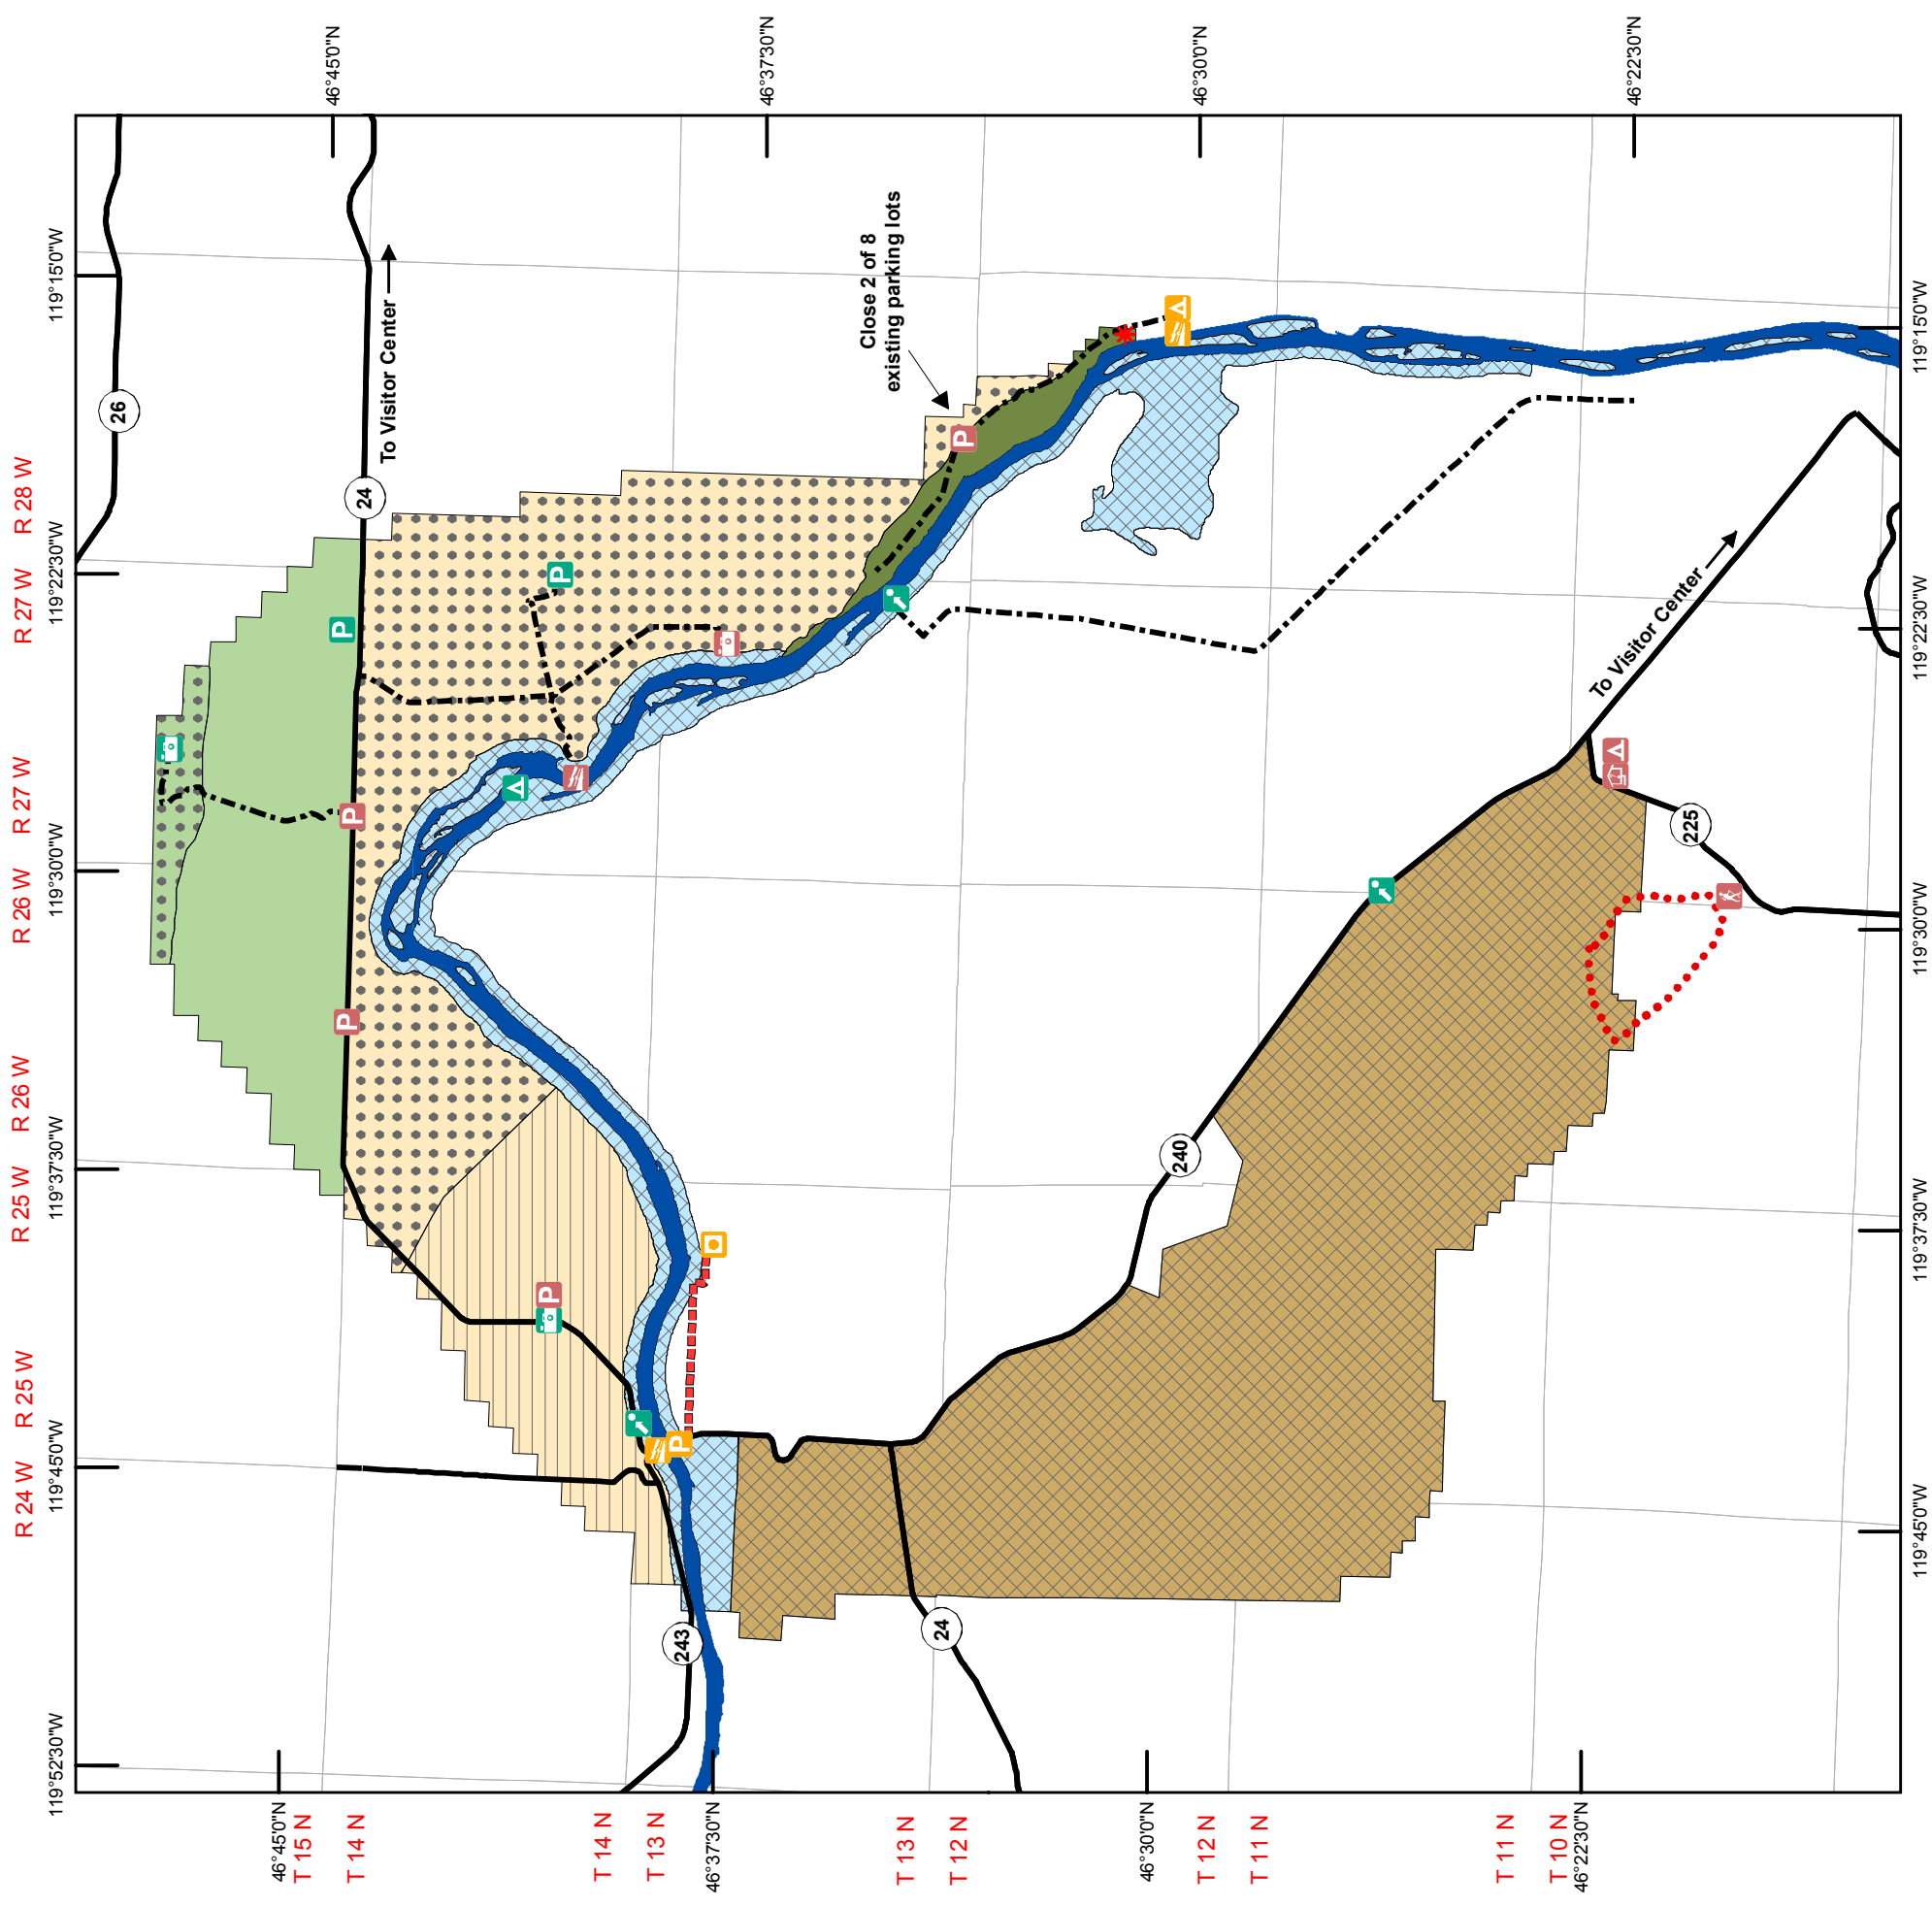 R 24 W
R 25 W
R 25 W
R 26 W
R 26 W
R 27 W
R 27 W
R 28 W
119°52'30"W
119°45'0"W
119°37'30"W
119°30'0"W
119°22'30"W
119°15'0"W
46°45'0"N
46°37'30"N
46°30'0"N
46°22'30"N
46°45'0"N
T 15 N
T 14 N
T 14 N
T 13 N
46°37'30"N
T 13 N
T 12 N
46°30'0"N
T 12 N
T 11 N
T 11 N
T 10 N
46°22'30"N
119°45'0"W
119°37'30"W
119°30'0"W
119°22'30"W
119°15'0"W
26
24
To Visitor Center
Close 2 of 8
existing parking lots
P
P
P
P
P
P
P
243
24
240
225
To Visitor Center